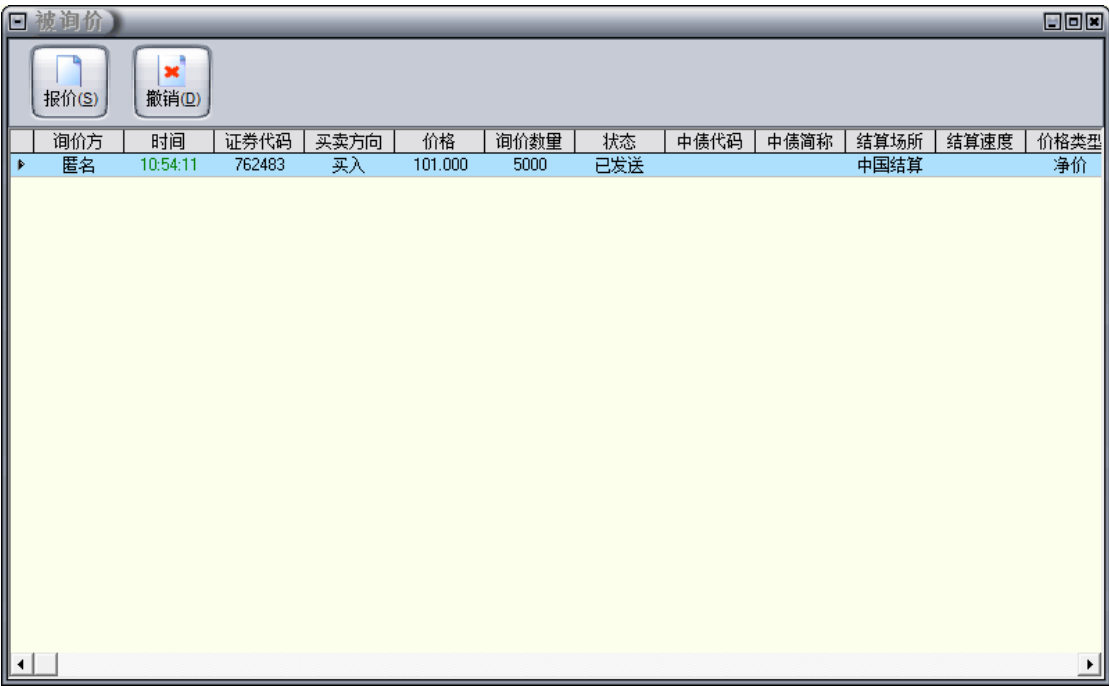 被询价
报价(S) 撤销(D)
询价方 时间 证券代码 买卖方向 价格 询价数量 状态 中债代码 中债简称 结算场所 结算速度 价格类型
匿名 10:54:11 762483 买入 101.000 5000 已发送 中国结算 净价